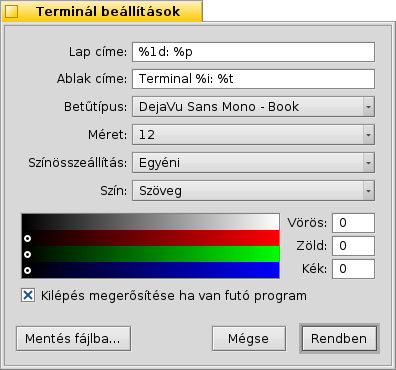 Terminál beállítások
Lap címe: %1d: %p
Ablak címe: Terminal %i: %t
Betűtípus: DejaVu Sans Mono - Book
Méret: 12
Színösszeállítás: Egyéni
Szín: Szöveg
Vörös: 0
Zöld: 0
Kék: 0
Kilépés megerősítése ha van futó program
Mentés fájlba... Mégse Rendben